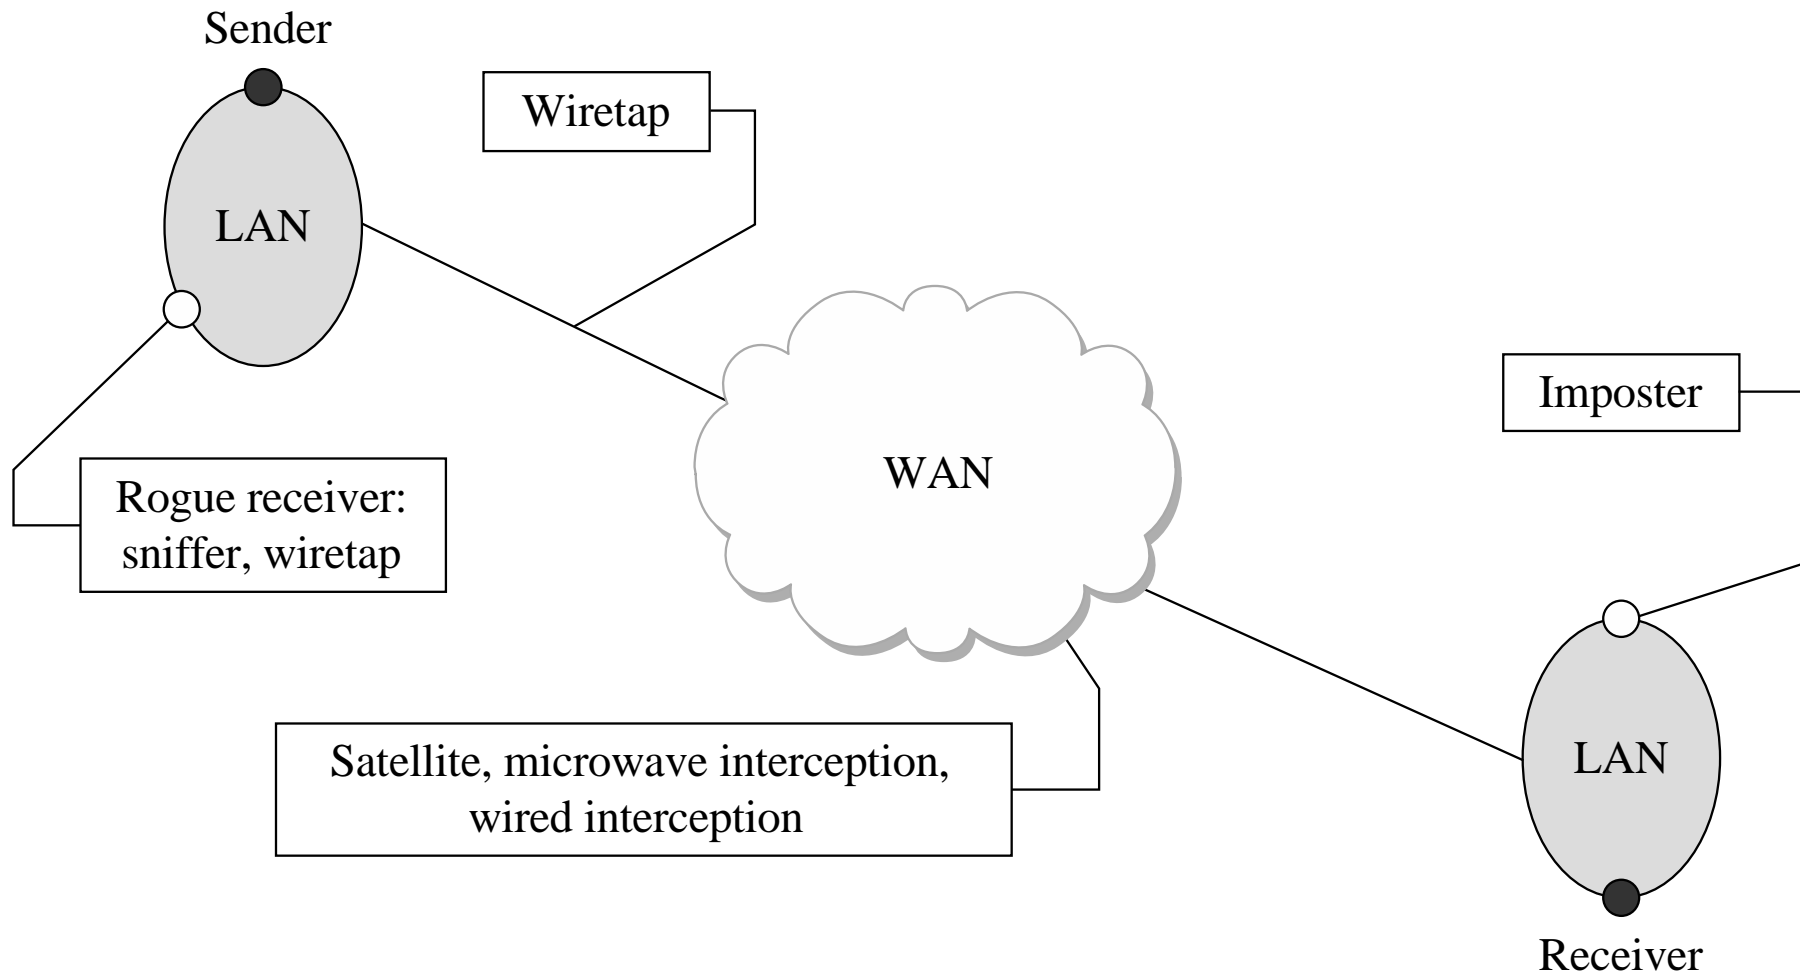 Sender
Wiretap
LAN
Imposter
WAN
Rogue receiver:
sniffer, wiretap
Satellite, microwave interception,
wired interception
LAN
Receiver